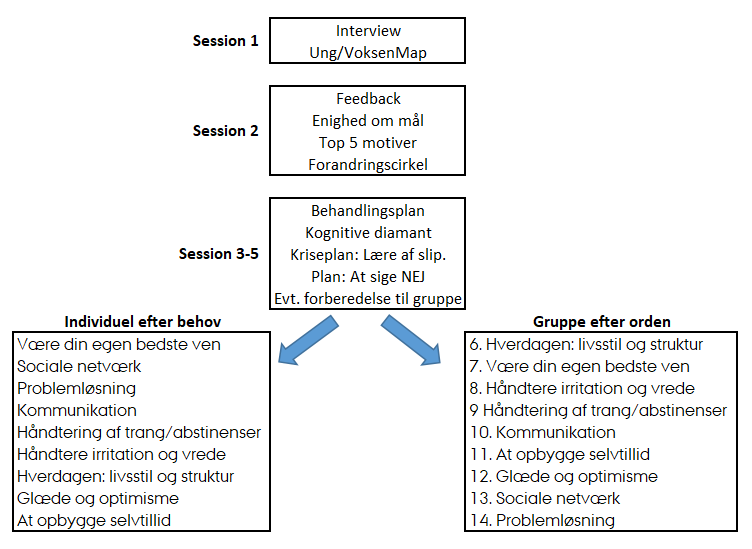 Session 1
Interview
Ung/VoksenMap
Session 2
Feedback
Enighed om mål
Top 5 motiver
Forandringscirkel
Session 3-5
Behandlingsplan
Kognitive diamant
Kriseplan: Lære af slip.
Plan: At sige NEJ
Evt. forberedelse til gruppe
Individuel efter behov
Være din egen bedste ven
Sociale netværk
Problemløsning
Kommunikation
Håndtering af trang/abstinenser
Håndtere irritation og vrede
Hverdagen: livsstil og struktur
Glæde og optimisme
At opbygge selvtillid
Gruppe efter orden
6. Hverdagen: livsstil og struktur
7. Være din egen bedste ven
8. Håndtere irritation og vrede
9 Håndtering af trang/abstinenser
10. Kommunikation
11. At opbygge selvtillid
12. Glæde og optimisme
13. Sociale netværk
14. Problemløsning